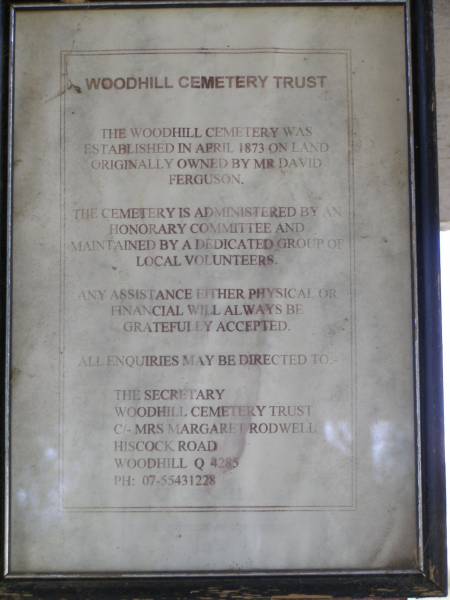 WOODHILL CEMETERY TRUST
THE WOODHILL CEMETERY WAS
ESTABLISHED IN APRIL 1873 ON LAND
ORIGINALLY OWNED BY MR DAVID
FERGUSON.
THE CEMETERY IS ADMINISTERED BY AN
HONORARY COMMITTEE AND
MAINTAINED BY A DEDICATED GROUP OF
LOCAL VOLUNTEERS.
ANY ASSISTANCE EITHER PHYSICAL OR
FINANCIAL WILL ALWAYS BE
GRATEFULLY ACCEPTED.
ALL ENQUIRIES MAY BE DIRECTED TO:-
THE SECRETARY
WOODHILL CEMETERY TRUST
C/- MRS MARGARET RODWELL
HISCOCK ROAD
WOODHILL Q 4285
PH: 07-55431228